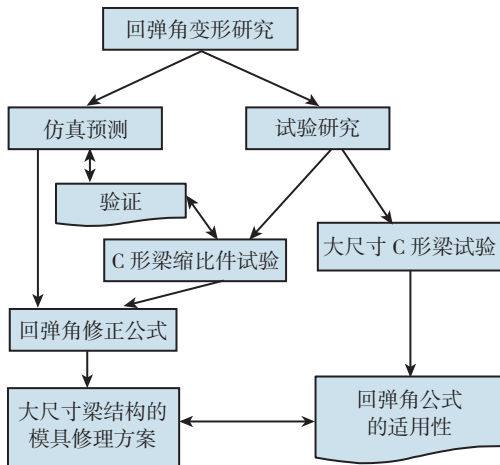 回弹角变形研究
仿真预测
试验研究
验证
C 形梁缩比件试验
大尺寸 C 形梁试验
回弹角修正公式
大尺寸梁结构的
模具修理方案
回弹角公式
的适用性